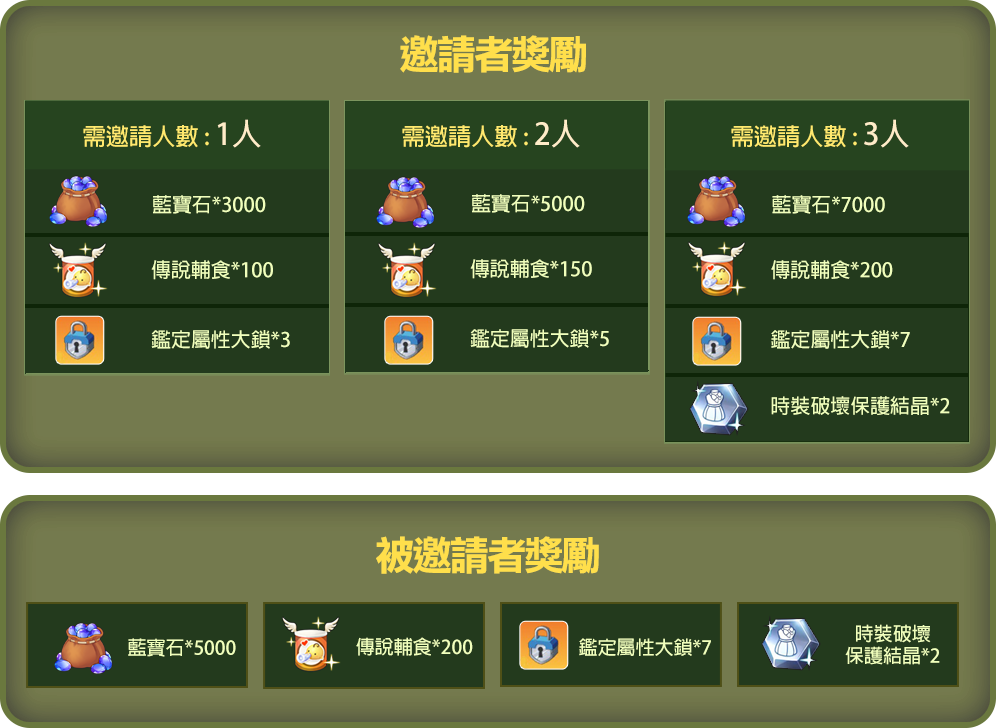 邀請者獎勵
需邀請人數 : 1人
藍寶石*3000
傳說輔食*100
鑑定屬性大鎖*3
需邀請人數 : 2人
藍寶石*5000
傳說輔食*150
鑑定屬性大鎖*5
需邀請人數 : 3人
藍寶石*7000
傳說輔食*200
鑑定屬性大鎖*7
時裝破壞保護結晶*2
被邀請者獎勵
藍寶石*5000
傳說輔食*200
鑑定屬性大鎖*7
時裝破壞
保護結晶*2